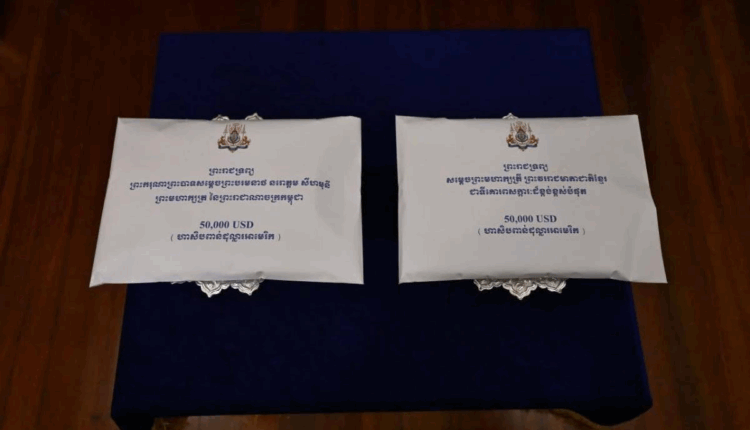 ព្រះរាជទ្រព្យ
ព្រះករុណាព្រះបាទសម្តេចព្រះបរមនាថ នរោត្តម សីហមុនី
ព្រះមហាក្សត្រ នៃព្រះរាជាណាចក្រកម្ពុជា
50,000 USD
( ហាសិបពាន់ដុល្លារអាមេរិក )
ព្រះរាជទ្រព្យ
សម្តេចព្រះមហាក្សត្រី ព្រះវររាជមាតាជាតិខ្មែរ
ជាទីគោរពសក្ការៈដ៏ខ្ពង់ខ្ពស់បំផុត
50,000 USD
( ហាសិបពាន់ដុល្លារអាមេរិក )